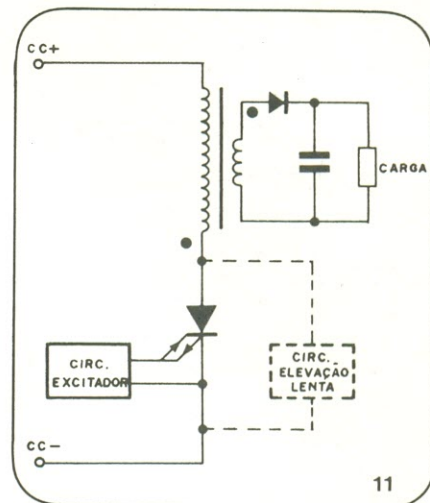 CC+
CARGA
CIRC.
EXCITADOR
CIRC.
ELEVAÇÃO
LENTA
CC-
11